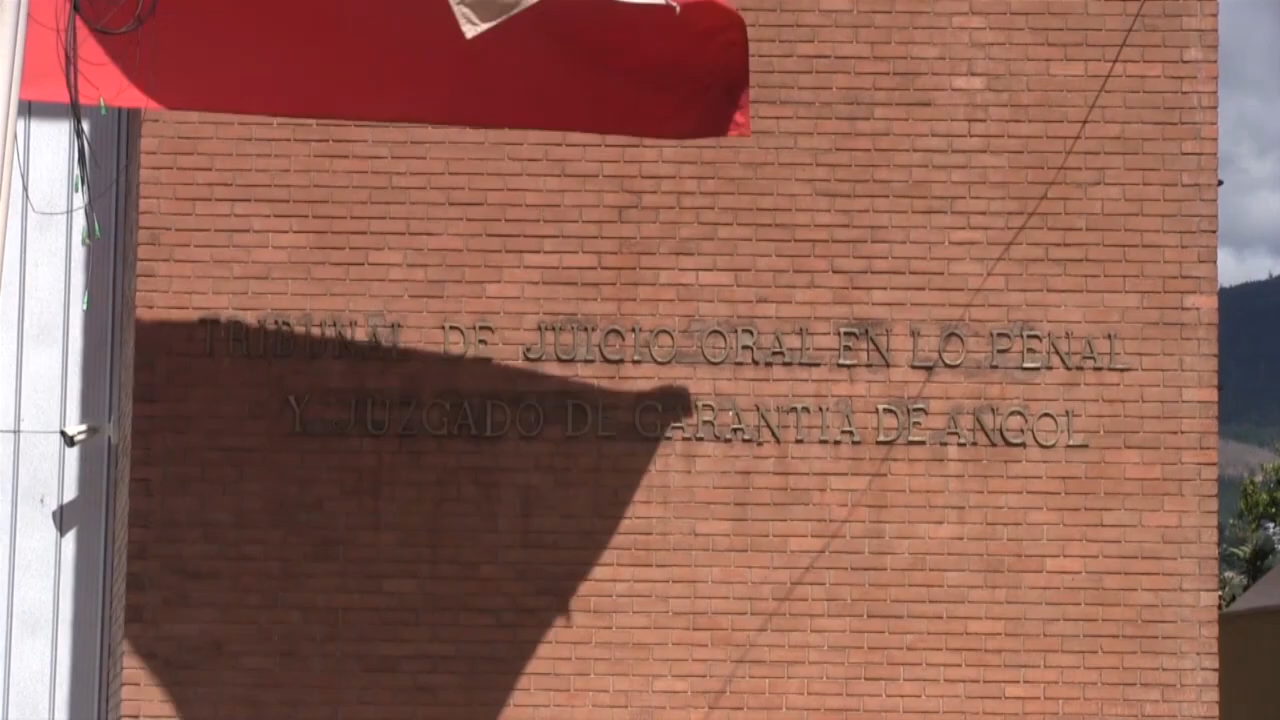 TRIBUNAL DE JUICIO ORAL EN LO PENAL
Y JUZGADO DE GARANTIA DE ANGOL